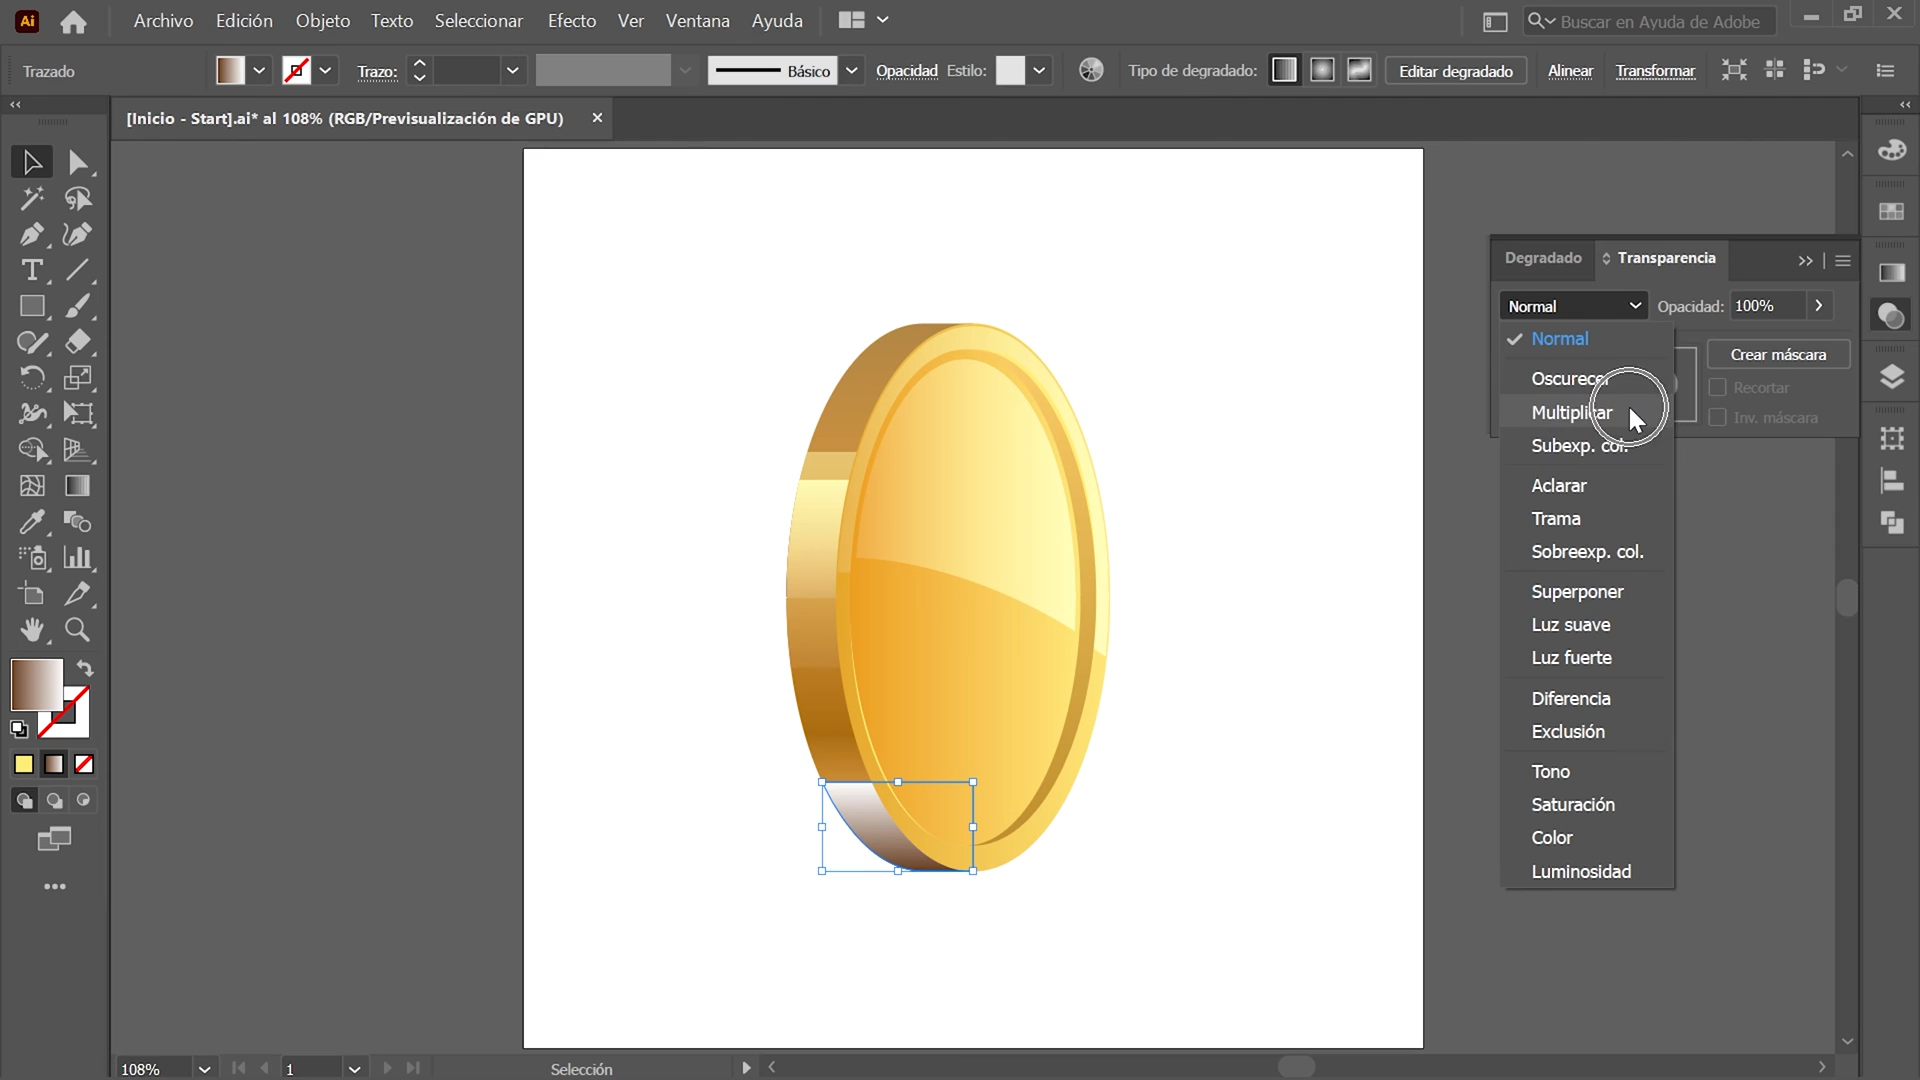 Ai
Archivo Edición Objeto Texto Seleccionar Efecto Ver Ventana Ayuda
Buscar en Ayuda de Adobe
Trazado
Trazo:
Básico
Opacidad
Estilo:
Tipo de degradado:
Editar degradado
Alinear
Transformar
[Inicio - Start].ai* al 108% (RGB/Previsualización de GPU)
Degradado
Transparencia
Normal
Opacidad: 100%
Crear máscara
Recortar
Inv. máscara
Normal
Oscurecer
Multiplicar
Subexp. col.
Aclarar
Trama
Sobreexp. col.
Superponer
Luz suave
Luz fuerte
Diferencia
Exclusión
Tono
Saturación
Color
Luminosidad
108%
1
Selección